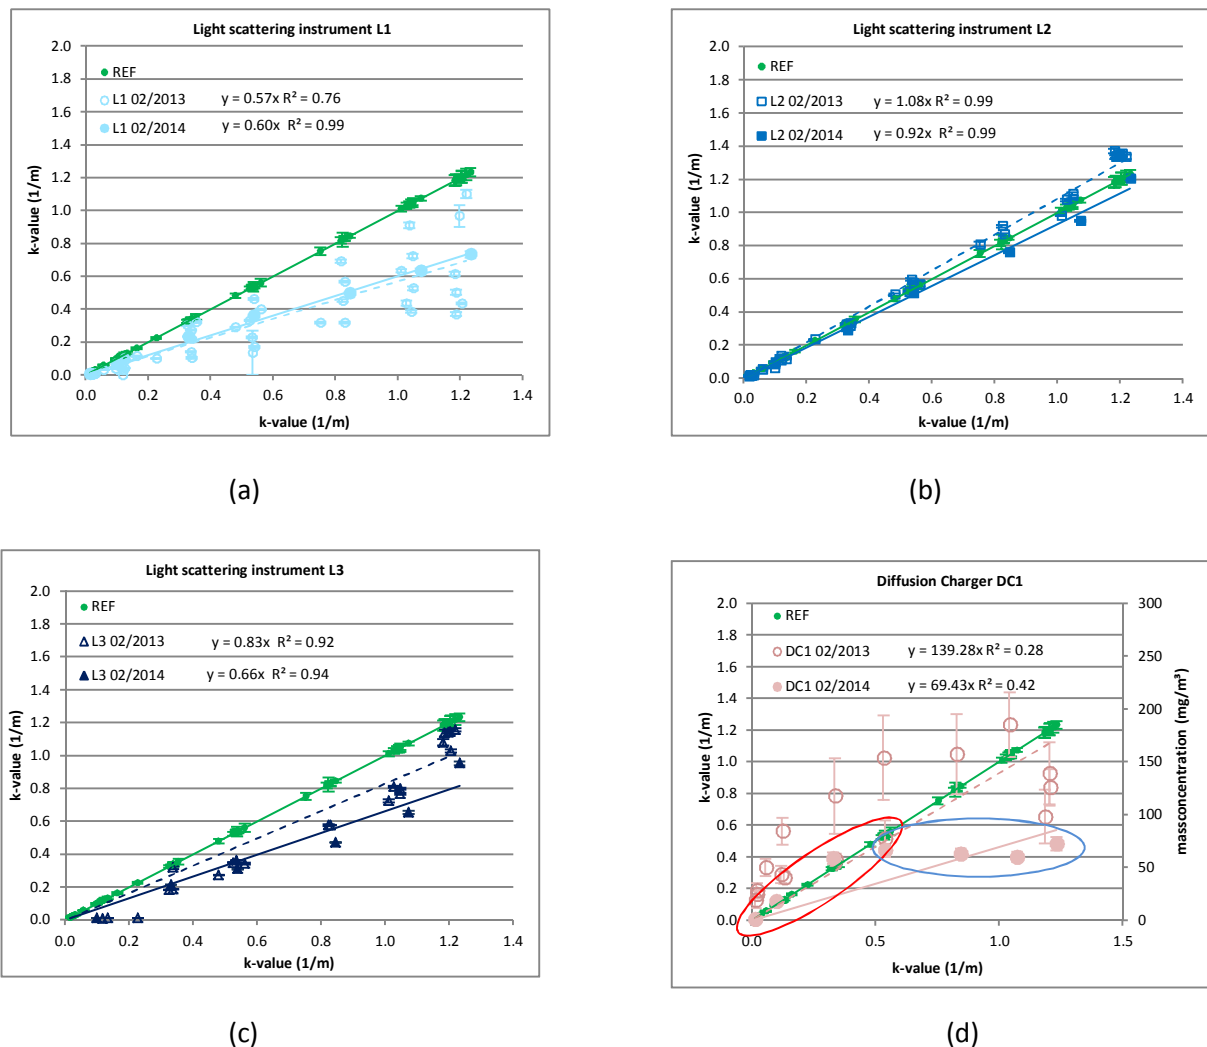 Light scattering instrument L1
2.0
1.8
1.6
1.4
1.2
1.0
0.8
0.6
0.4
0.2
0.0
k-value (1/m)
REF
L1 02/2013 y = 0.57x R² = 0.76
L1 02/2014 y = 0.60x R² = 0.99
0.0 0.2 0.4 0.6 0.8 1.0 1.2 1.4
k-value (1/m)
(a)
Light scattering instrument L2
2.0
1.8
1.6
1.4
1.2
1.0
0.8
0.6
0.4
0.2
0.0
k-value (1/m)
REF
L2 02/2013 y = 1.08x R² = 0.99
L2 02/2014 y = 0.92x R² = 0.99
0.0 0.2 0.4 0.6 0.8 1.0 1.2 1.4
k-value (1/m)
(b)
Light scattering instrument L3
2.0
1.8
1.6
1.4
1.2
1.0
0.8
0.6
0.4
0.2
0.0
k-value (1/m)
REF
L3 02/2013 y = 0.83x R² = 0.92
L3 02/2014 y = 0.66x R² = 0.94
0.0 0.2 0.4 0.6 0.8 1.0 1.2 1.4
k-value (1/m)
(c)
Diffusion Charger DC1
2.0
1.8
1.6
1.4
1.2
1.0
0.8
0.6
0.4
0.2
0.0
k-value (1/m)
REF
DC1 02/2013 y = 139.28x R² = 0.28
DC1 02/2014 y = 69.43x R² = 0.42
300
250
200
150
100
50
0
massconcentration (mg/m³)
0.0 0.5 1.0 1.5
k-value (1/m)
(d)